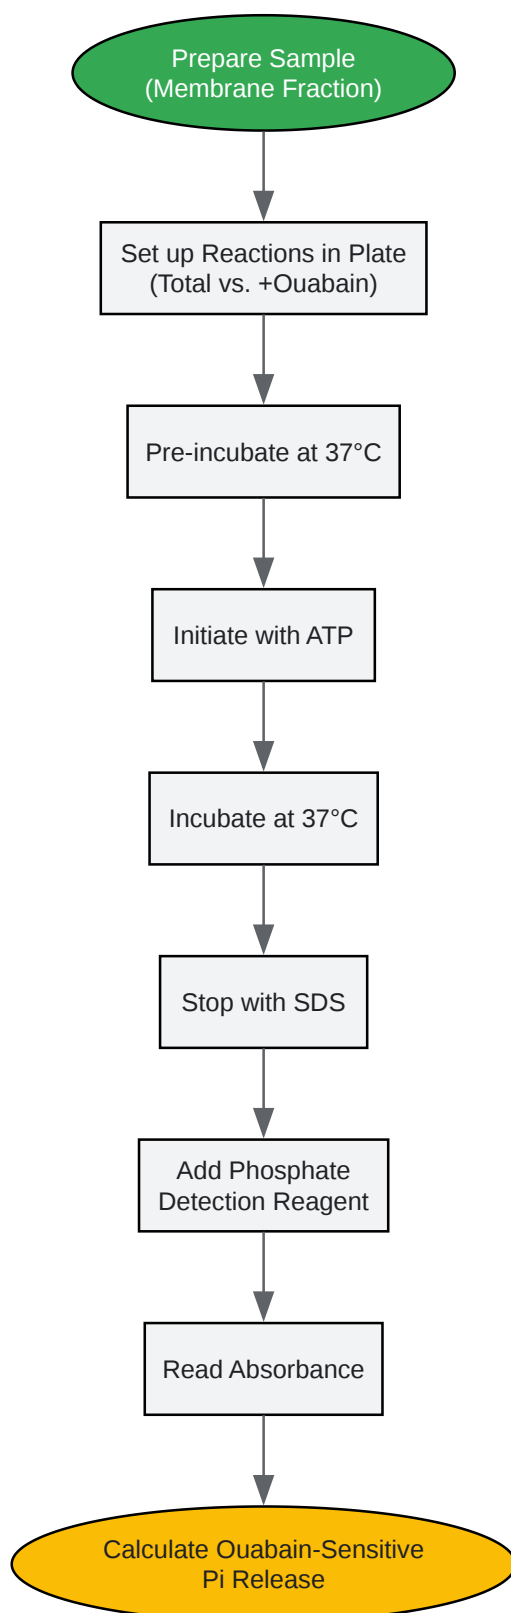 Prepare Sample
(Membrane Fraction)
Set up Reactions in Plate
(Total vs. +Ouabain)
Pre-incubate at 37°C
Initiate with ATP
Incubate at 37°C
Stop with SDS
Add Phosphate
Detection Reagent
Read Absorbance
Calculate Ouabain-Sensitive
Pi Release